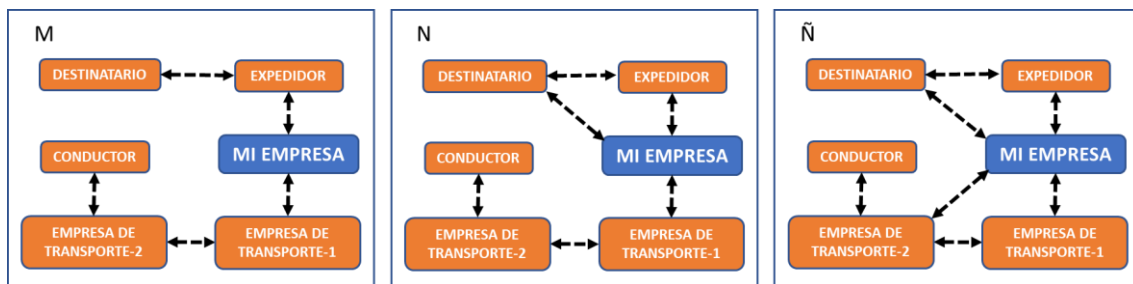 M
DESTINATARIO
EXPEDIDOR
CONDUCTOR
MI EMPRESA
EMPRESA DE
TRANSPORTE-2
EMPRESA DE
TRANSPORTE-1
N
DESTINATARIO
EXPEDIDOR
CONDUCTOR
MI EMPRESA
EMPRESA DE
TRANSPORTE-2
EMPRESA DE
TRANSPORTE-1
Ñ
DESTINATARIO
EXPEDIDOR
CONDUCTOR
MI EMPRESA
EMPRESA DE
TRANSPORTE-2
EMPRESA DE
TRANSPORTE-1